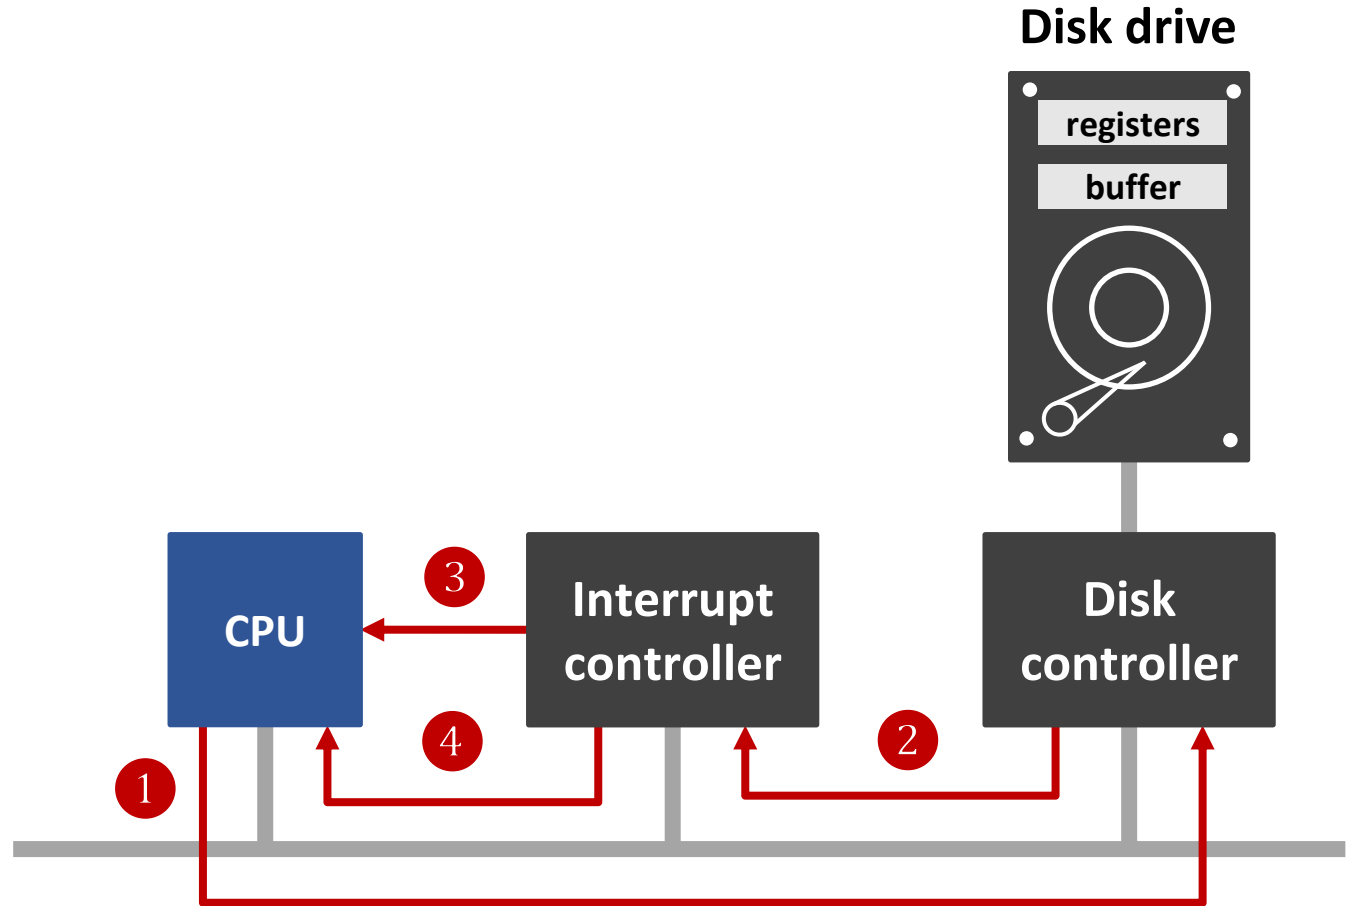 Disk drive
registers
buffer
CPU
3
Interrupt
controller
Disk
controller
4
2
1